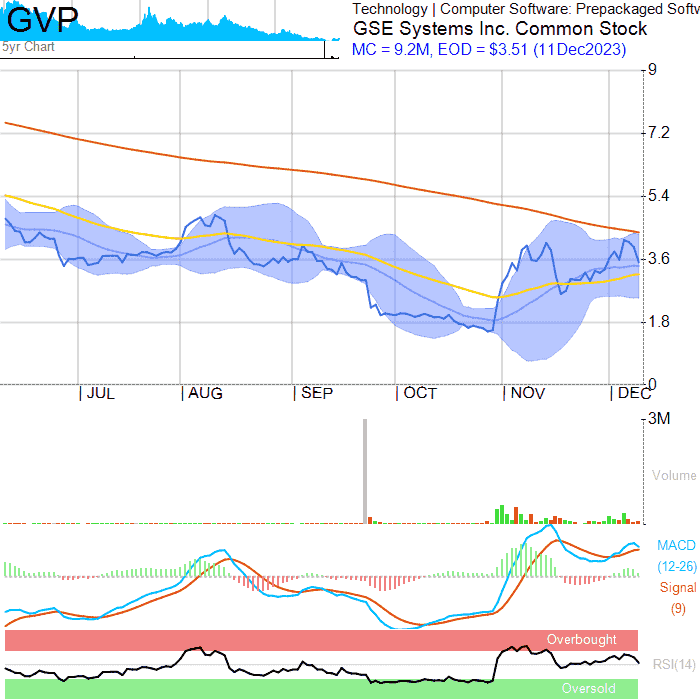 GVP
Technology | Computer Software: Prepackaged Softw
GSE Systems Inc. Common Stock
5yr Chart
MC = 9.2M, EOD = $3.51 (11Dec2023)
9
7.2
5.4
3.6
1.8
0
JUL
AUG
SEP
OCT
NOV
DEC
3M
Volume
MACD
(12-26)
Signal
(9)
Overbought
RSI(14)
Oversold